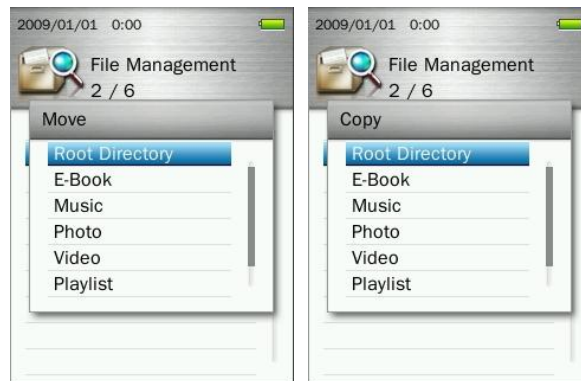 2009/01/01 0:00
File Management
2 / 6
Move
Root Directory
E-Book
Music
Photo
Video
Playlist
2009/01/01 0:00
File Management
2 / 6
Copy
Root Directory
E-Book
Music
Photo
Video
Playlist